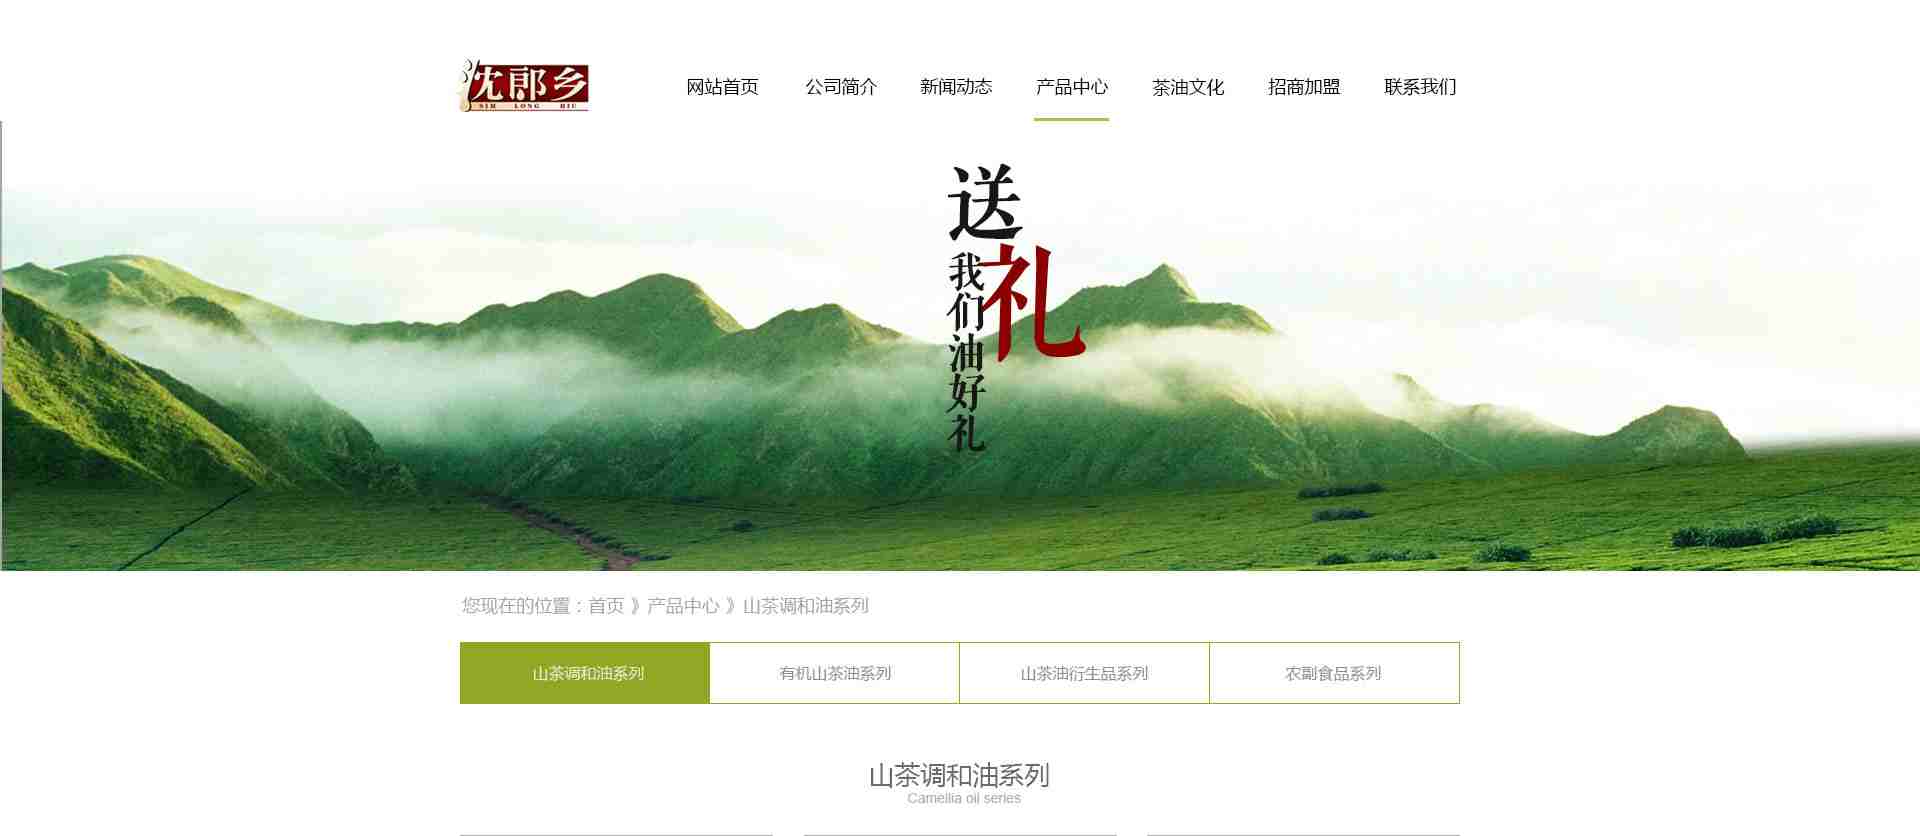 沈郎乡
SIM LONG HIU
网站首页 公司简介 新闻动态 产品中心 茶油文化 招商加盟 联系我们
送
礼
我们油好礼
您现在的位置：首页 》产品中心 》山茶调和油系列
山茶调和油系列 有机山茶油系列 山茶油衍生品系列 农副食品系列
山茶调和油系列
Camellia oil series